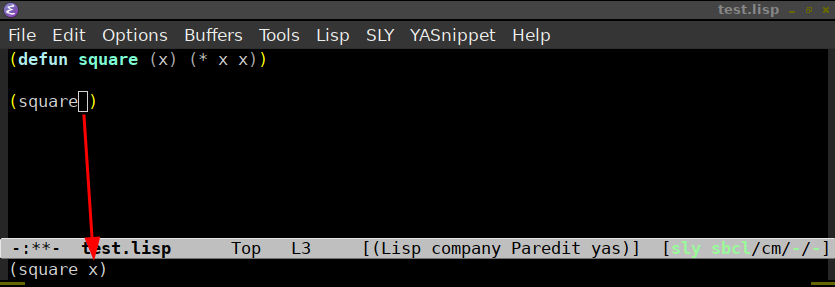 test.lisp
File Edit Options Buffers Tools Lisp SLY YASnippet Help
(defun square (x) (* x x))
(square )
-:**- test.lisp Top L3 [(Lisp company Paredit yas)] [sly sbcl/cm/-/-]
(square x)